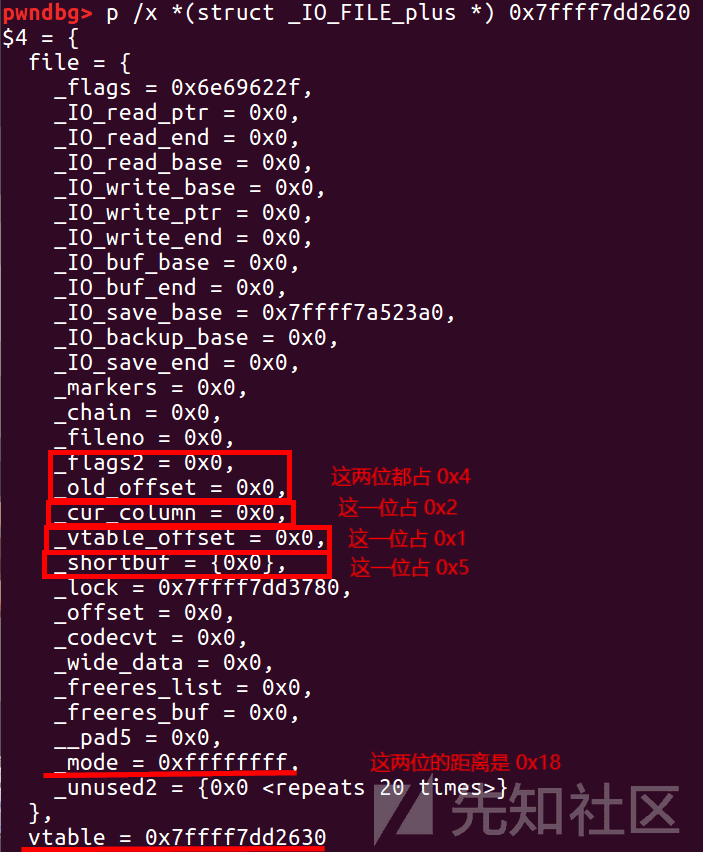 pwndbg> p /x *(struct _IO_FILE_plus *) 0x7ffff7dd2620
$4 = {
file = {
_flags = 0x6e69622f,
_IO_read_ptr = 0x0,
_IO_read_end = 0x0,
_IO_read_base = 0x0,
_IO_write_base = 0x0,
_IO_write_ptr = 0x0,
_IO_write_end = 0x0,
_IO_buf_base = 0x0,
_IO_buf_end = 0x0,
_IO_save_base = 0x7ffff7a523a0,
_IO_backup_base = 0x0,
_IO_save_end = 0x0,
_markers = 0x0,
_chain = 0x0,
_fileno = 0x0,
_flags2 = 0x0,
这两位都占 0x4
_old_offset = 0x0,
_cur_column = 0x0,
这一位占 0x2
_vtable_offset = 0x0,
这一位占 0x1
_shortbuf = {0x0},
这一位占 0x5
_lock = 0x7ffff7dd3780,
_offset = 0x0,
_codecvt = 0x0,
_wide_data = 0x0,
_freeres_list = 0x0,
_freeres_buf = 0x0,
__pad5 = 0x0,
_mode = 0xffffffff,
这两位的距离是 0x18
_unused2 = {0x0 <repeats 20 times>}
},
vtable = 0x7ffff7dd2630
先知社区